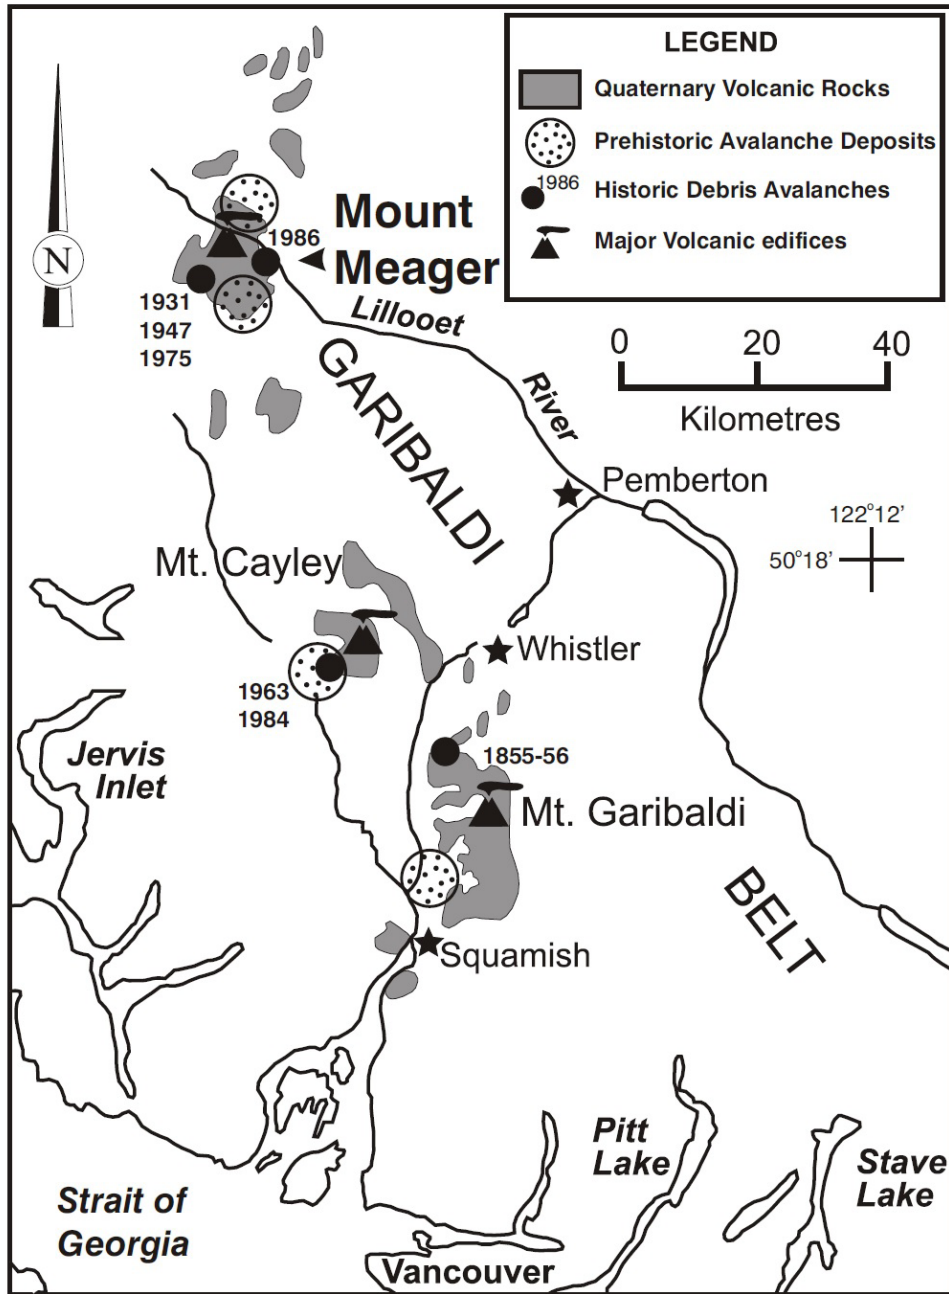 LEGEND
Quaternary Volcanic Rocks
Prehistoric Avalanche Deposits
1986
Historic Debris Avalanches
Major Volcanic edifices
N
Mount
Meager
1986
1931
1947
1975
Lillooet
River
0 20 40
Kilometres
GARIBALDI
Pemberton
122°12'
50°18'
Mt. Cayley
Whistler
1963
1984
Jervis
Inlet
1855-56
Mt. Garibaldi
BELT
Squamish
Pitt
Lake
Stave
Lake
Strait of
Georgia
Vancouver